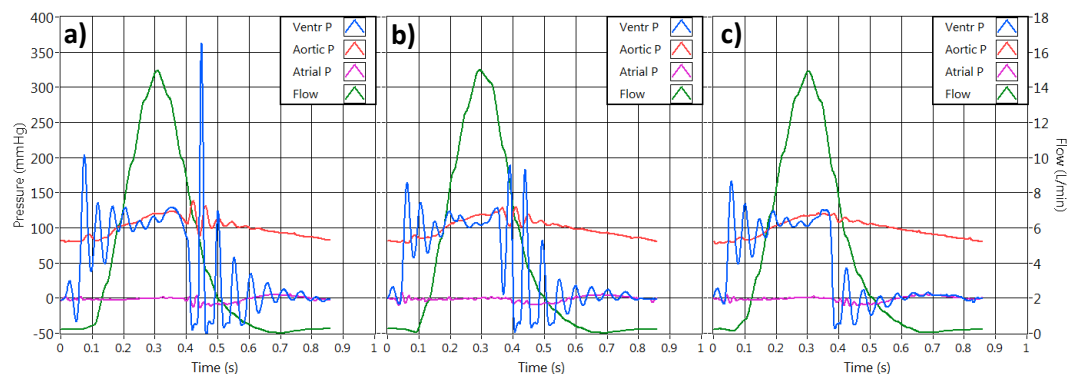 a)
Ventr P
Aortic P
Atrial P
Flow
b)
Ventr P
Aortic P
Atrial P
Flow
c)
Ventr P
Aortic P
Atrial P
Flow
Pressure (mmHg)
400
350
300
250
200
150
100
50
0
-50
18
16
14
12
10
8
6
4
2
0
Flow (L/min)
0 0.1 0.2 0.3 0.4 0.5 0.6 0.7 0.8 0.9 1
0 0.1 0.2 0.3 0.4 0.5 0.6 0.7 0.8 0.9 1
0 0.1 0.2 0.3 0.4 0.5 0.6 0.7 0.8 0.9 1
Time (s)
Time (s)
Time (s)